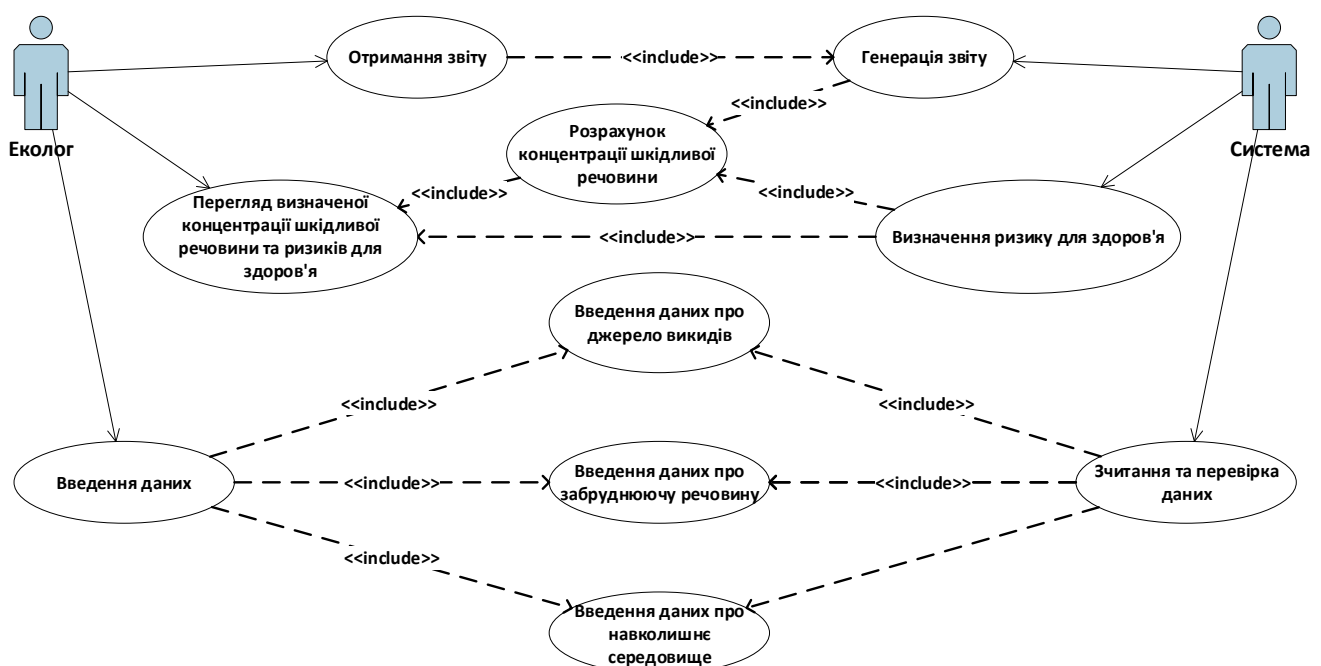 Отримання звіту
<<include>>
Генерація звіту
<<include>>
Еколог
Розрахунок
концентрації шкідливої
речовини
Система
<<include>>
<<include>>
Перегляд визначеної
концентрації шкідливої
речовини та ризиків для
здоров'я
<<include>>
Визначення ризику для здоров'я
Введення даних про
джерело викидів
<<include>>
<<include>>
Введення даних
<<include>>
Введення даних про
забруднюючу речовину
<<include>>
Зчитання та перевірка
даних
<<include>>
Введення даних про
навколишнє
середовище